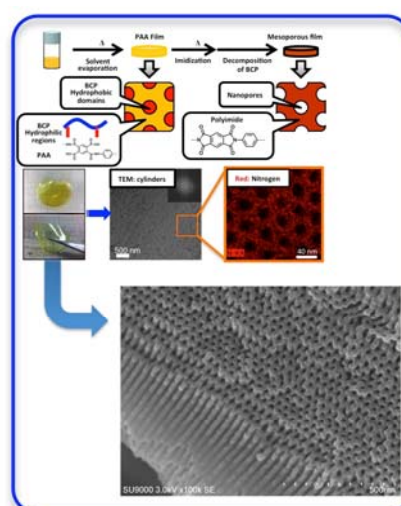 Δ
PAA Film
Δ
Mesoporous film
Solvent
evaporation
Imidization
Decomposition
of BCP
BCP
Hydrophobic
domains
Nanopores
BCP
Hydrophilic
regions
PAA
Polyimide
TEM: cylinders
500 nm
Red: Nitrogen
40 nm
SU9000 3.0kV x100k SE
500nm